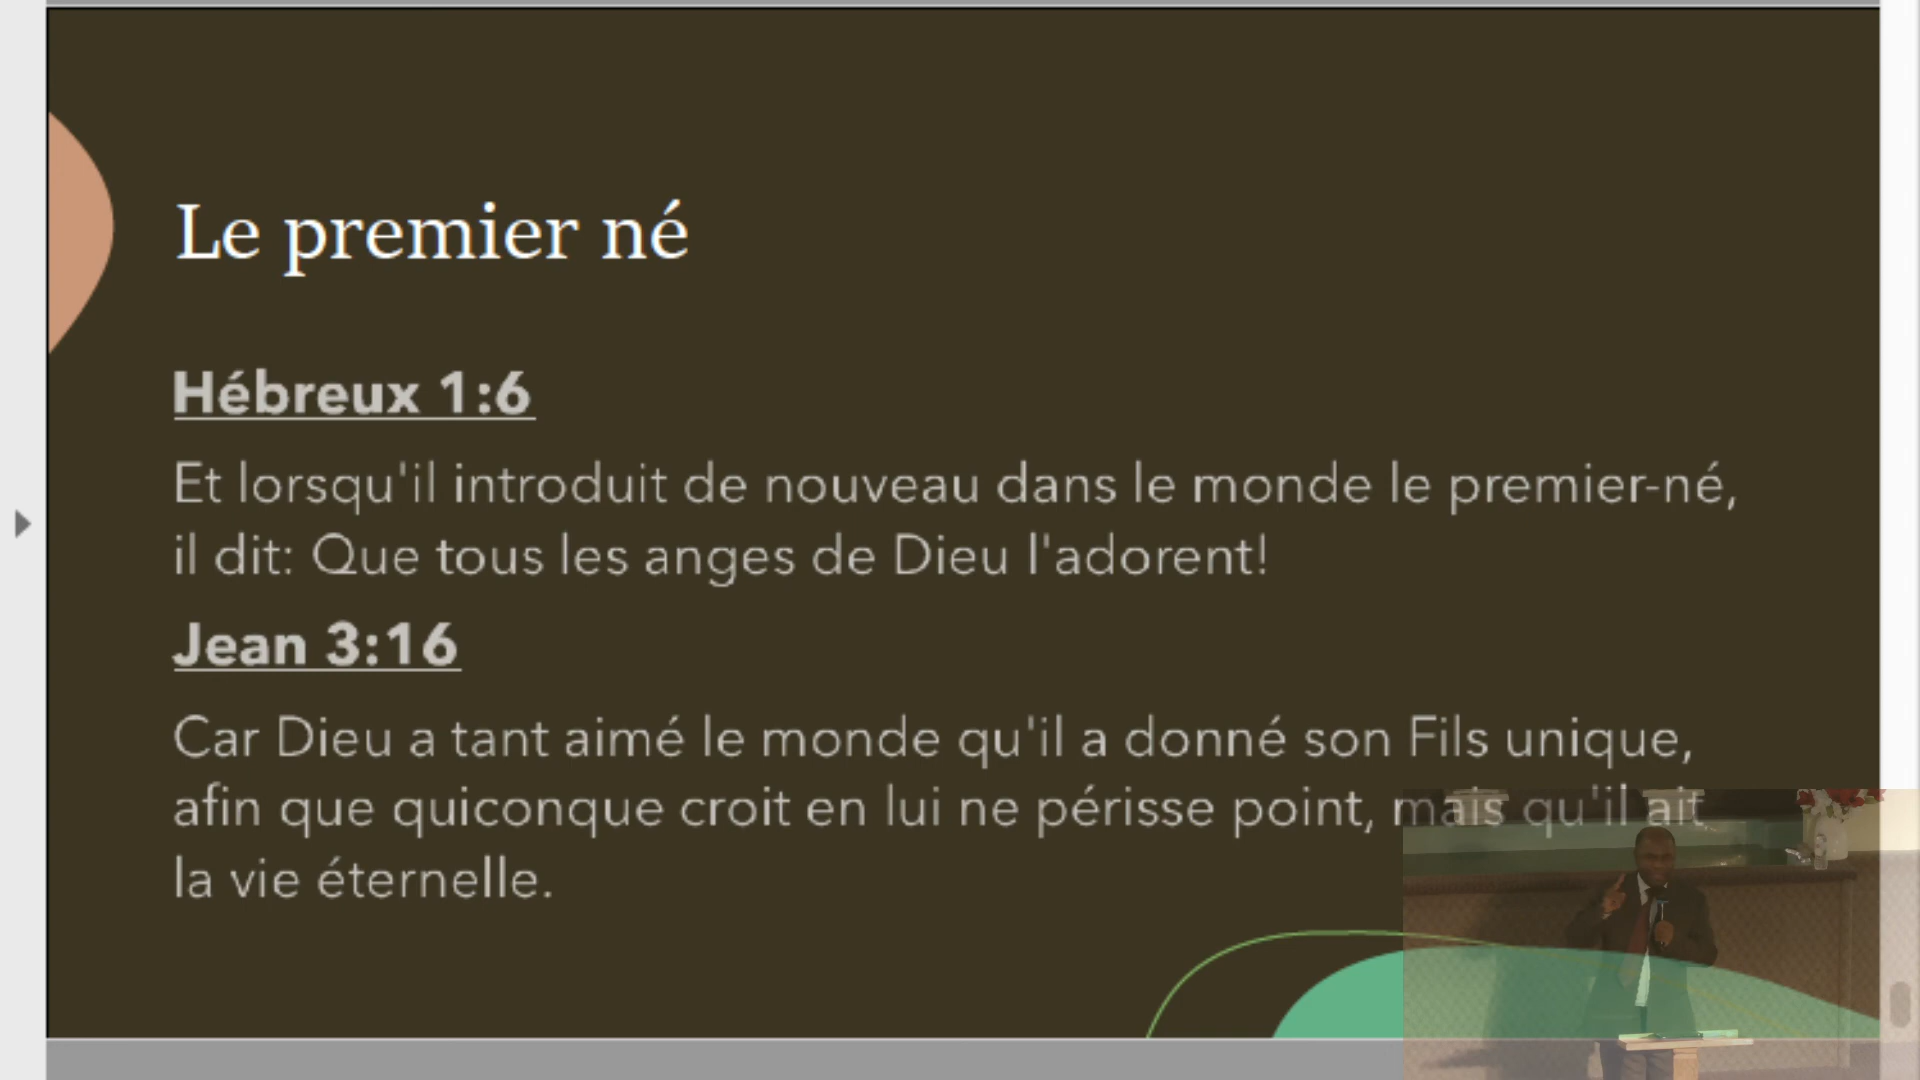 Le premier né
Hébreux 1:6
Et lorsqu'il introduit de nouveau dans le monde le premier-né,
il dit: Que tous les anges de Dieu l'adorent!
Jean 3:16
Car Dieu a tant aimé le monde qu'il a donné son Fils unique,
afin que quiconque croit en lui ne périsse point, mais qu'il ait
la vie éternelle.